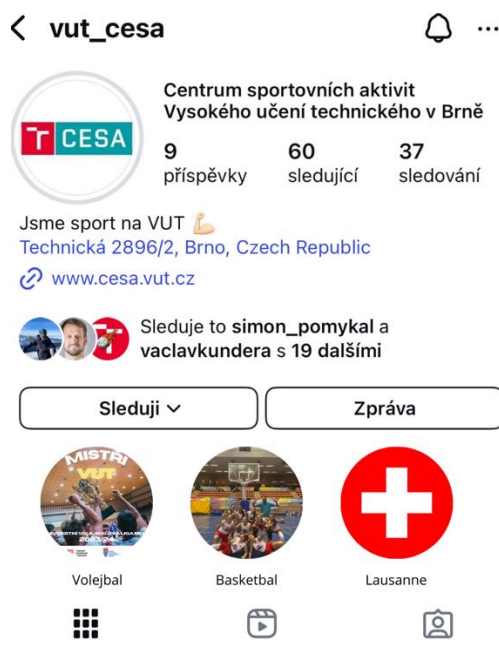 vut_cesa
T CESA
Centrum sportovních aktivit
Vysokého učení technického v Brně
9 60 37
příspěvky sledující sledování
Jsme sport na VUT
Technická 2896/2, Brno, Czech Republic
www.cesa.vut.cz
Sleduje to simon_pomykal a
vaclavkundera s 19 dalšími
Sleduji Zpráva
MISTŘI
VUT
2023/24
Volejbal Basketbal Lausanne